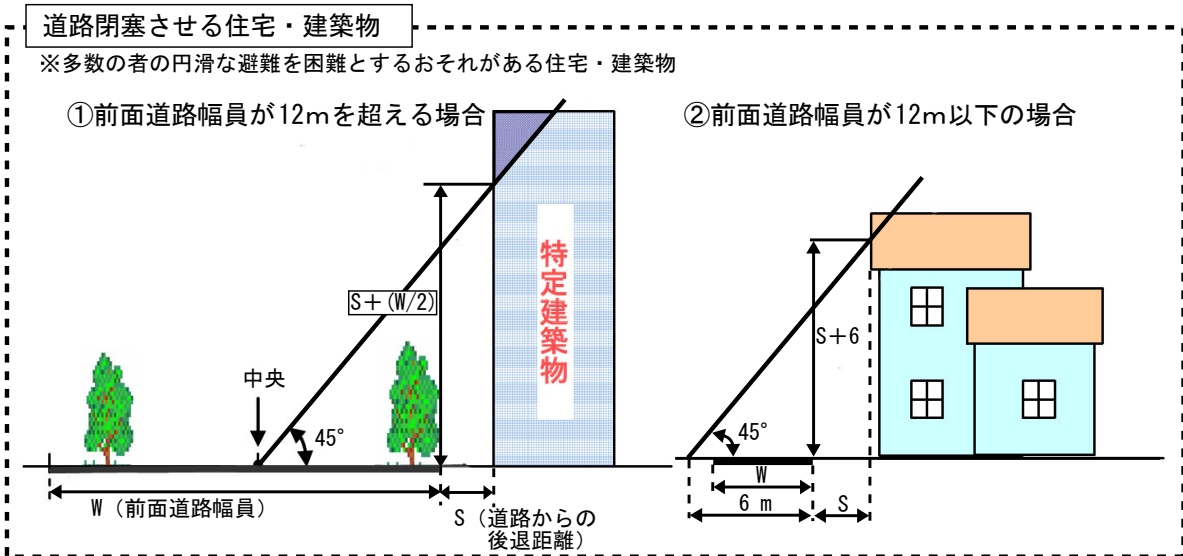 道路閉塞させる住宅・建築物
※多数の者の円滑な避難を困難とするおそれがある住宅・建築物
①前面道路幅員が12ｍを超える場合
②前面道路幅員が12ｍ以下の場合
S＋(W/2)
特定建築物
中央
45°
W（前面道路幅員）
S（道路からの
後退距離）
S＋6
45°
W
6 m
S